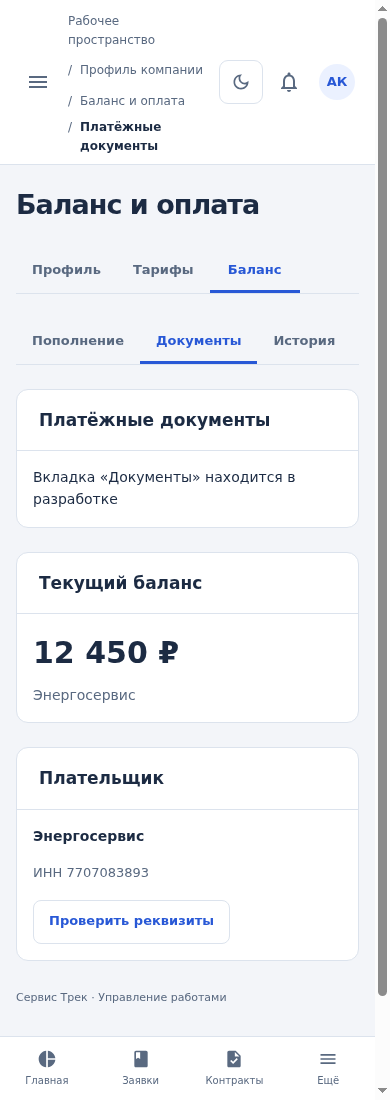 Рабочее
пространство
/ Профиль компании
/ Баланс и оплата
/ Платёжные
документы
АК
Баланс и оплата
Профиль Тарифы Баланс
Пополнение Документы История
Платёжные документы
Вкладка «Документы» находится в
разработке
Текущий баланс
12 450 ₽
Энергосервис
Плательщик
Энергосервис
ИНН 7707083893
Проверить реквизиты
Сервис Трек · Управление работами
Главная Заявки Контракты Ещё